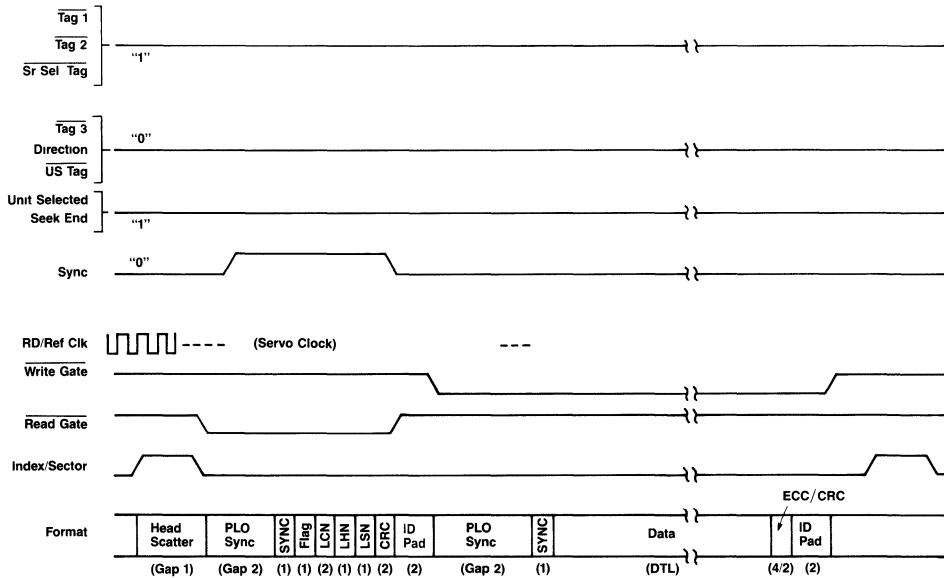 Tag 1
Tag 2
"1"
Sr Sel Tag
Tag 3
"0"
Direction
US Tag
Unit Selected
Seek End
"1"
Sync
"0"
RD/Ref Clk
(Servo Clock)
Write Gate
Read Gate
Index/Sector
ECC/CRC
Format
Head Scatter
PLO Sync
SYNC
Flag
LCN
LHN
LSN
CRC
ID Pad
PLO Sync
SYNC
Data
ID Pad
(Gap 1) (Gap 2) (1) (1) (2) (1) (1) (2) (2) (Gap 2) (1) (DTL) (4/2) (2)